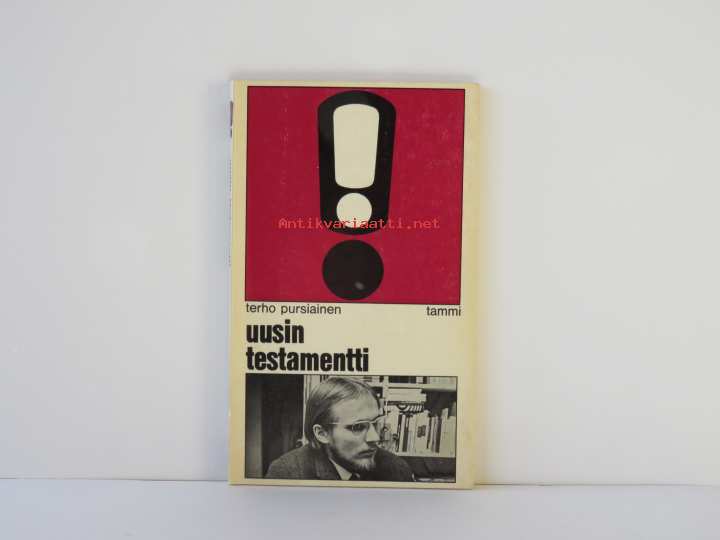 Antikvariaatti.net
terho pursiainen tammi
uusin
testamentti